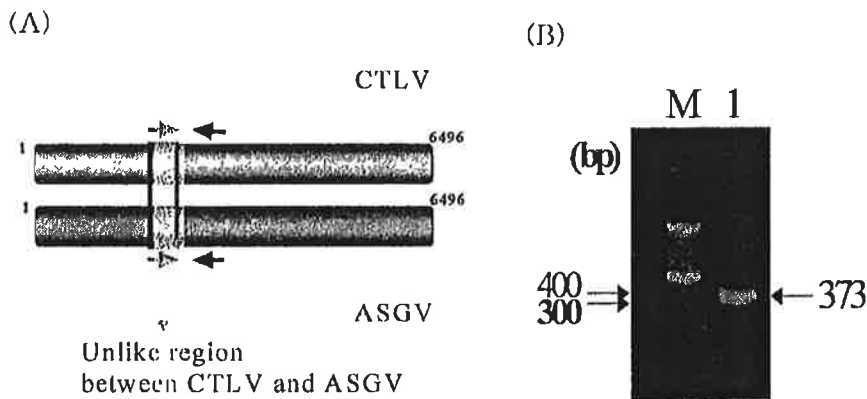 (A)
CTLV
1
6496
1
6496
ASGV
Unlike region
between CTLV and ASGV
(B)
M 1
(bp)
400
300
373